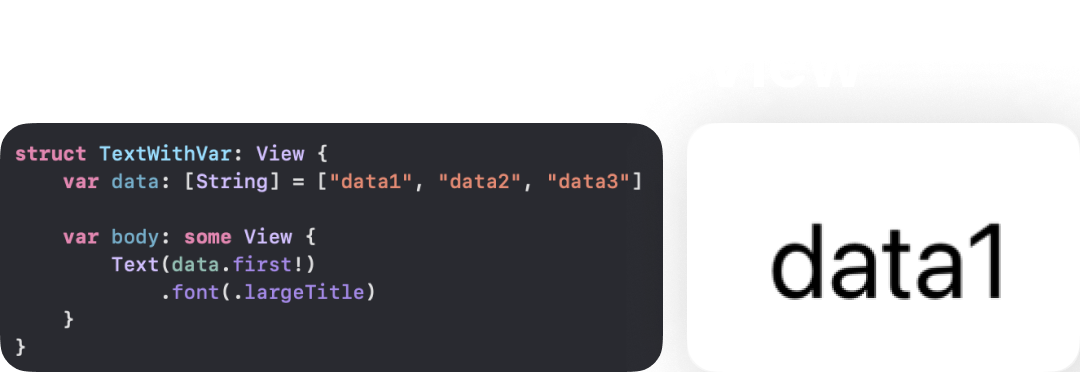 View
struct TextWithVar: View {
    var data: [String] = ["data1", "data2", "data3"]
    var body: some View {
        Text(data.first!)
            .font(.largeTitle)
    }
}
data1